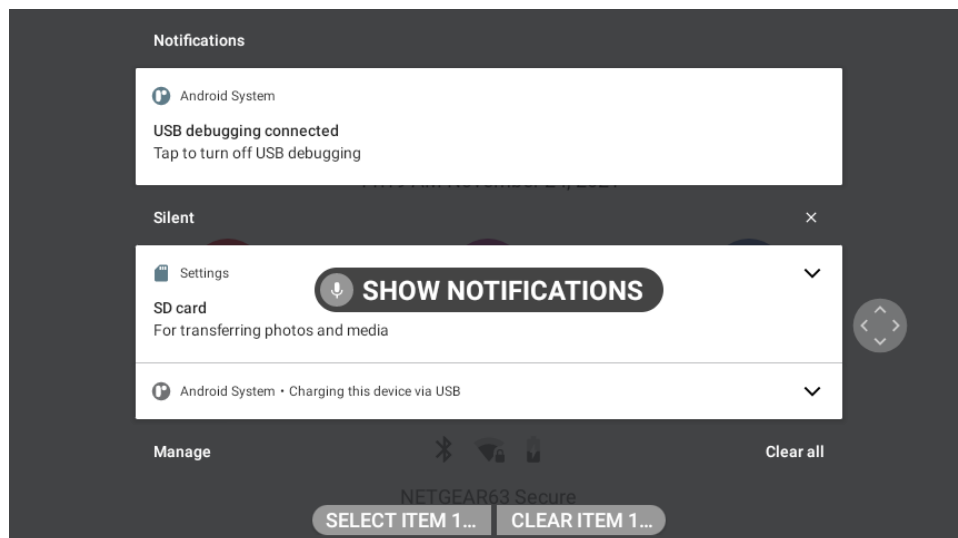 Notifications
Android System
USB debugging connected
Tap to turn off USB debugging
Silent
Settings
SHOW NOTIFICATIONS
SD card
For transferring photos and media
Android System • Charging this device via USB
Manage
Clear all
NETGEAR63 Secure
SELECT ITEM 1...
CLEAR ITEM 1...